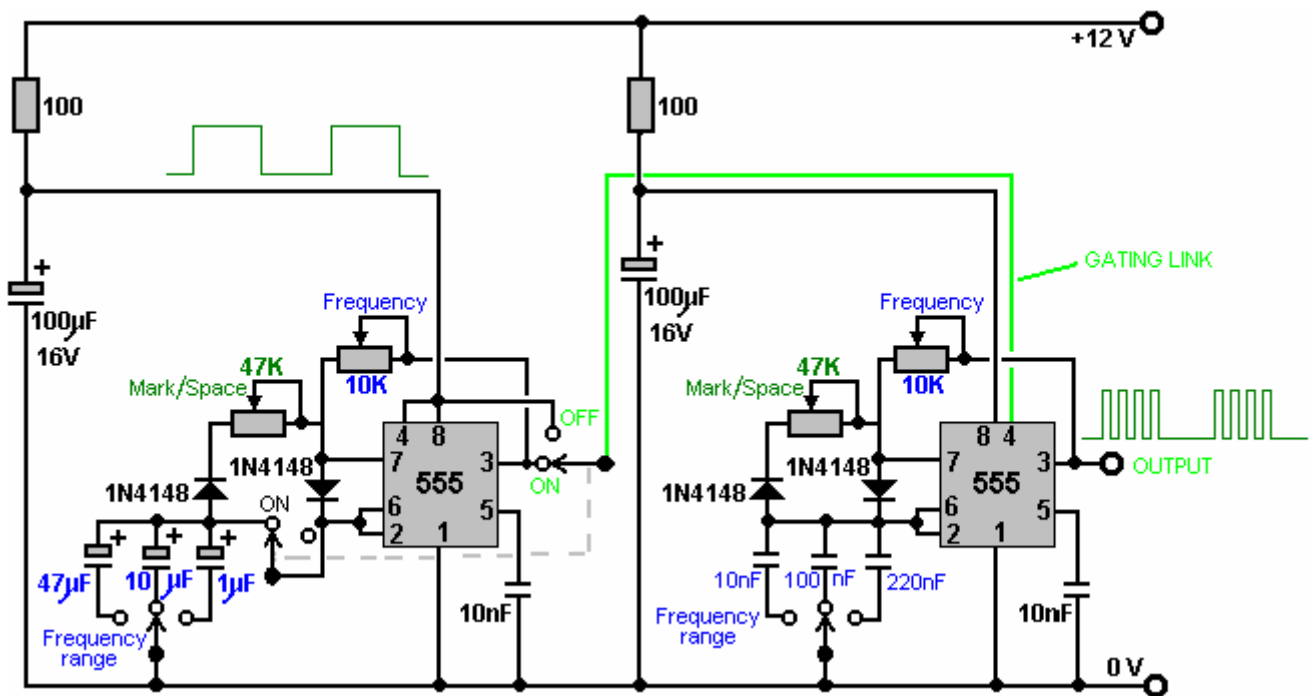 +12 V
100
100
GATING LINK
100µF
16V
100µF
16V
Frequency
10K
47K
Mark/Space
Frequency
10K
47K
Mark/Space
OFF
ON
4 8
7
3
555
6
5
2
1
8 4
7
3
555
6
5
2
1
OUTPUT
1N4148
1N4148
ON
1N4148
1N4148
47µF
10 µF
1µF
10nF
10nF
100 nF
220nF
10nF
Frequency
range
Frequency
range
0 V